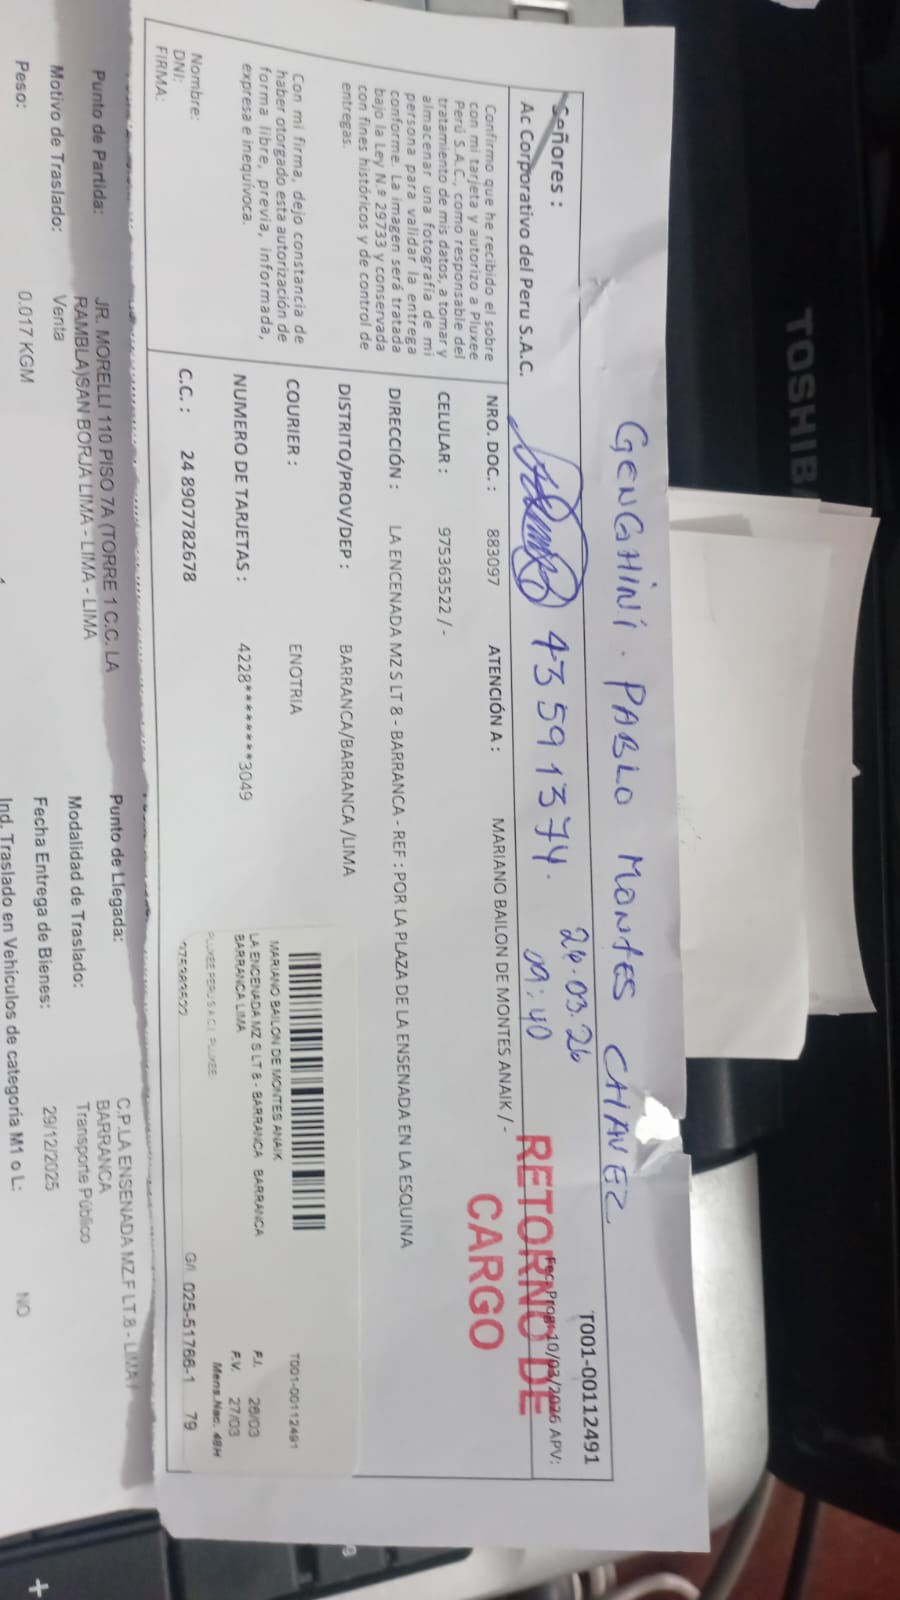 TOSHIB
GENGHINI. PABLO MONTES CHAVEZ
T001-00112491
Señores :
Fec. Prog: 10/03/2026 APV:
Ac Corporativo del Peru S.A.C.
43591374.
26.03.26
09:40
RETORNO DE
CARGO
Confirmo que he recibido el sobre
con mi tarjeta y autorizo a Pluxee
Perú S.A.C., como responsable del
tratamiento de mis datos, a tomar y
almacenar una fotografía de mi
persona para validar la entrega
conforme. La imagen será tratada
bajo la Ley N.º 29733 y conservada
con fines históricos y de control de
entregas.
Con mi firma, dejo constancia de
haber otorgado esta autorización de
forma libre, previa, informada,
expresa e inequívoca.
Nombre:
DNI:
FIRMA:
NRO. DOC. : 883097 ATENCIÓN A : MARIANO BAILON DE MONTES ANAIK / -
CELULAR : 975363522 / -
DIRECCIÓN : LA ENCENADA MZ S LT 8 - BARRANCA - REF : POR LA PLAZA DE LA ENSENADA EN LA ESQUINA
DISTRITO/PROV/DEP : BARRANCA/BARRANCA /LIMA
COURIER : ENOTRIA
NUMERO DE TARJETAS : 4228********3049
C.C. : 24 8907782678
T001-00112491
MARIANO BAILON DE MONTES ANAIK
LA ENCENADA MZ S LT 8 - BARRANCA BARRANCA
BARRANCA LIMA
F.I. 26/03
F.V. 27/03
Mens.Nac. 48H
PLUXEE PERU S.A.C.I. PLUXEE
975363522
G/I. 025-51766-1 79
Punto de Partida: JR. MORELLI 110 PISO 7A (TORRE 1 C.C. LA
RAMBLA)SAN BORJA LIMA - LIMA - LIMA
Punto de Llegada: C.P.LA ENSENADA MZ.F LT.8 - LIMA /
BARRANCA
Motivo de Traslado: Venta
Modalidad de Traslado: Transporte Público
Peso: 0.017 KGM
Fecha Entrega de Bienes: 29/12/2025
Ind. Traslado en Vehículos de categoría M1 o L: NO